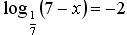 log_{1/7}(7 − x) = −2